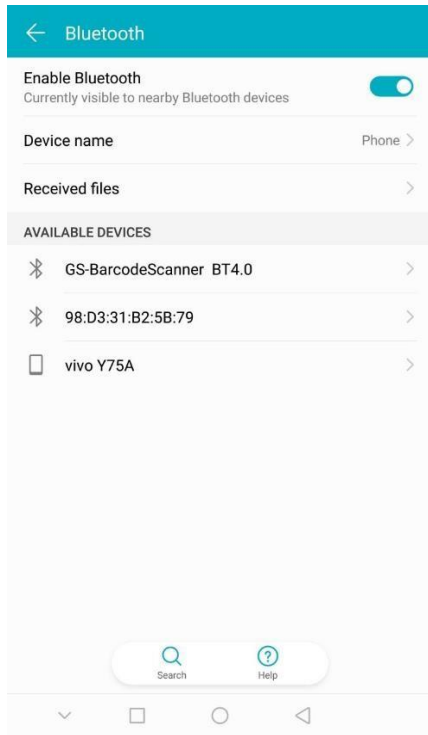 Bluetooth
Enable Bluetooth
Currently visible to nearby Bluetooth devices
Device name
Phone
Received files
AVAILABLE DEVICES
GS-BarcodeScanner BT4.0
98:D3:31:B2:5B:79
vivo Y75A
Search
Help